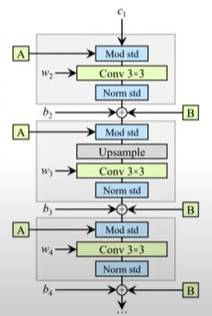 c₁
A Mod std
w₂ Conv 3×3
Norm std
b₂ + B
A Mod std
Upsample
w₃ Conv 3×3
Norm std
b₃ + B
A Mod std
w₄ Conv 3×3
Norm std
b₄ + B
...